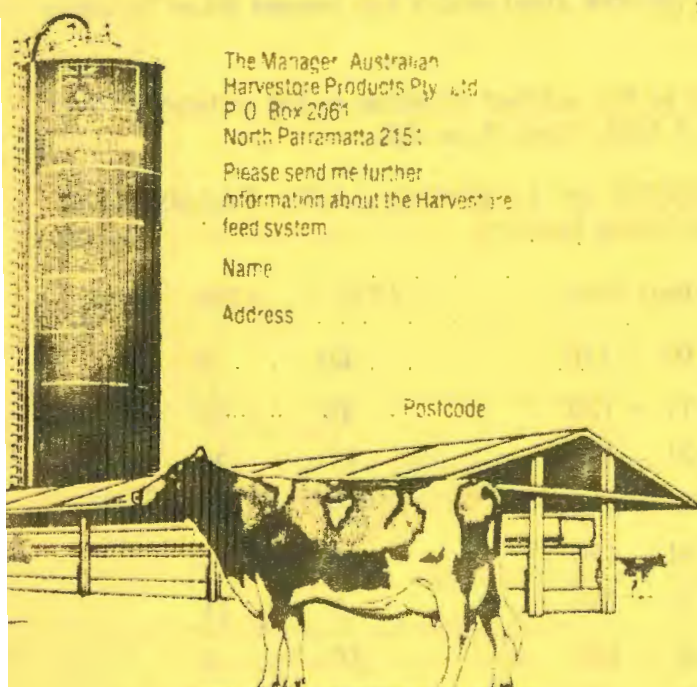 The Manager Australian
Harvestore Products Pty. Ltd
P O Box 2061
North Parramatta 2151
Please send me further
information about the Harvestore
feed system
Name
Address
Postcode